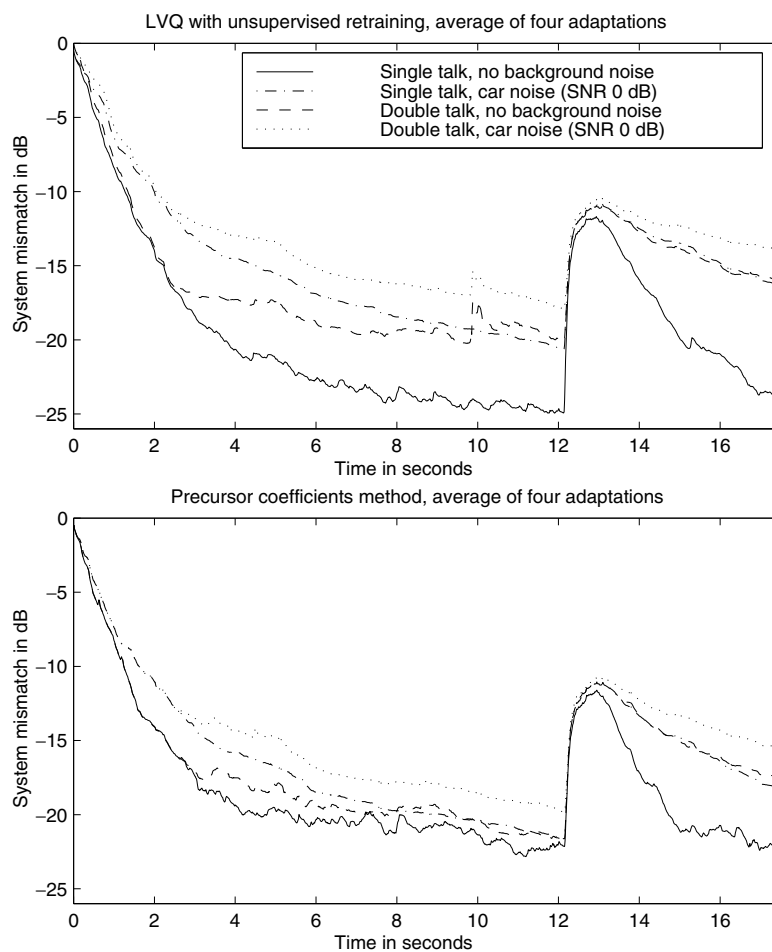 LVQ with unsupervised retraining, average of four adaptations
0
−5
−10
−15
−20
−25
System mismatch in dB
Single talk, no background noise
Single talk, car noise (SNR 0 dB)
Double talk, no background noise
Double talk, car noise (SNR 0 dB)
0 2 4 6 8 10 12 14 16
Time in seconds
Precursor coefficients method, average of four adaptations
0
−5
−10
−15
−20
−25
System mismatch in dB
0 2 4 6 8 10 12 14 16
Time in seconds